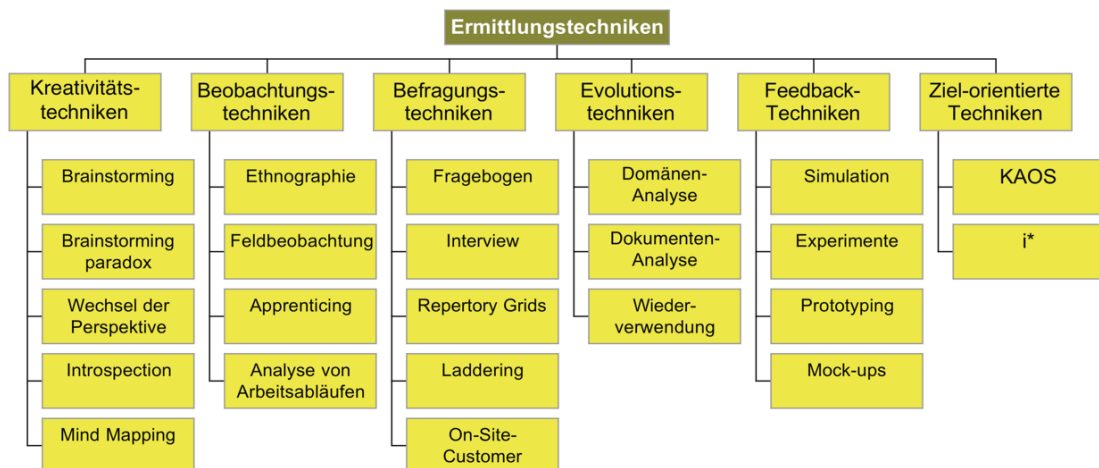 Ermittlungstechniken
Kreativitäts-
techniken
Beobachtungs-
techniken
Befragungs-
techniken
Evolutions-
techniken
Feedback-
Techniken
Ziel-orientierte
Techniken
Brainstorming
Brainstorming
paradox
Wechsel der
Perspektive
Introspection
Mind Mapping
Ethnographie
Feldbeobachtung
Apprenticing
Analyse von
Arbeitsabläufen
Fragebogen
Interview
Repertory Grids
Laddering
On-Site-
Customer
Domänen-
Analyse
Dokumenten-
Analyse
Wieder-
verwendung
Simulation
Experimente
Prototyping
Mock-ups
KAOS
i*